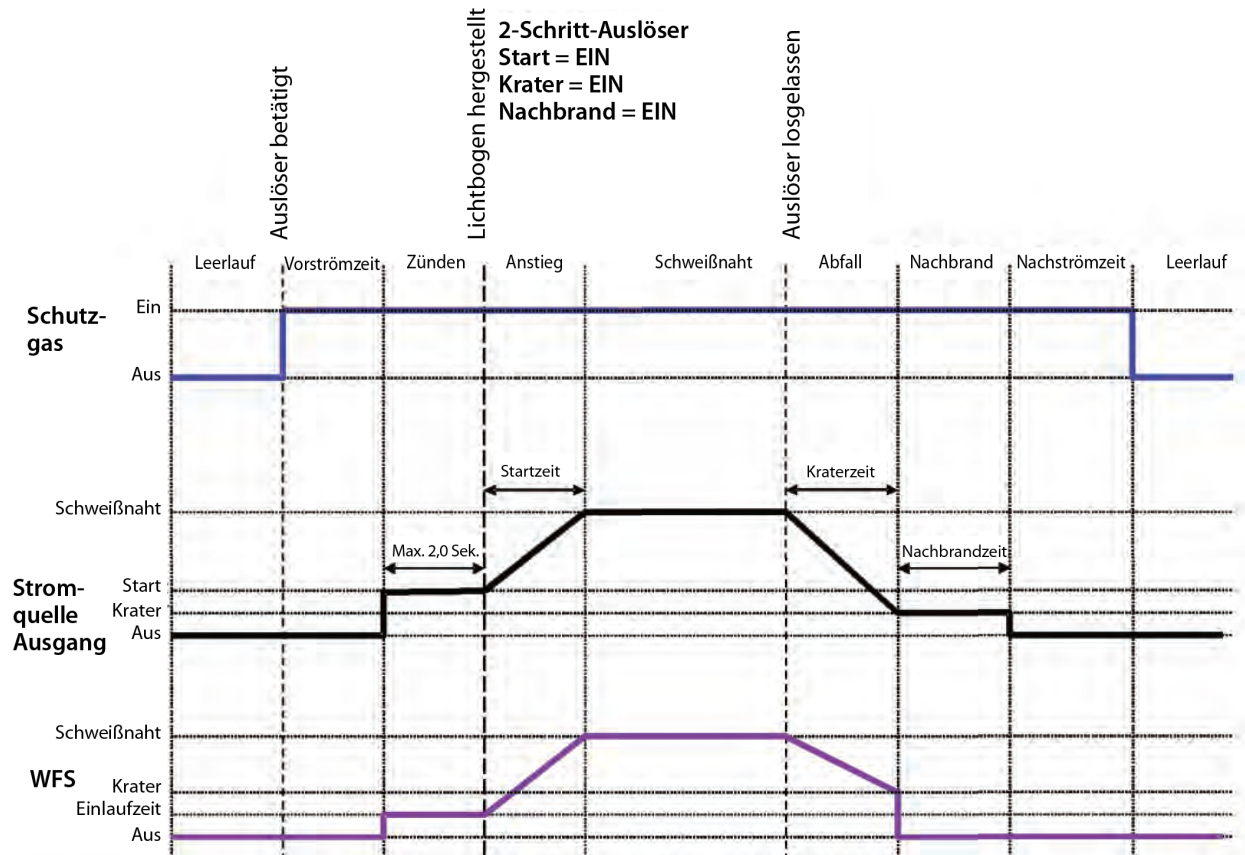 2-Schritt-Auslöser
Start = EIN
Krater = EIN
Nachbrand = EIN
Auslöser betätigt
Lichtbogen hergestellt
Auslöser losgelassen
Leerlauf
Vorströmzeit
Zünden
Anstieg
Schweißnaht
Abfall
Nachbrand
Nachströmzeit
Leerlauf
Schutz-
gas
Ein
Aus
Startzeit
Kraterzeit
Schweißnaht
Max. 2,0 Sek.
Nachbrandzeit
Strom-
quelle
Ausgang
Start
Krater
Aus
Schweißnaht
WFS
Krater
Einlaufzeit
Aus